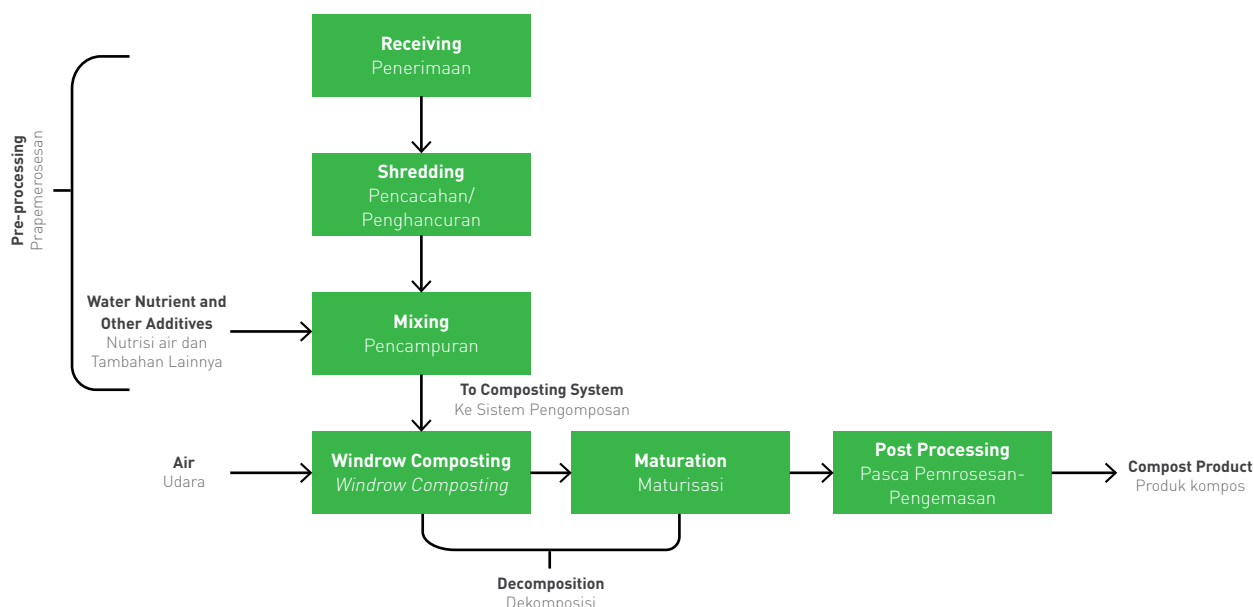 Receiving
Penerimaan
Pre-processing
Prapemerosesan
Shredding
Pencacahan/
Penghancuran
Water Nutrient and
Other Additives
Nutrisi air dan
Tambahan Lainnya
Mixing
Pencampuran
To Composting System
Ke Sistem Pengomposan
Air
Udara
Windrow Composting
Windrow Composting
Maturation
Maturisasi
Post Processing
Pasca Pemrosesan-
Pengemasan
Compost Product
Produk kompos
Decomposition
Dekomposisi